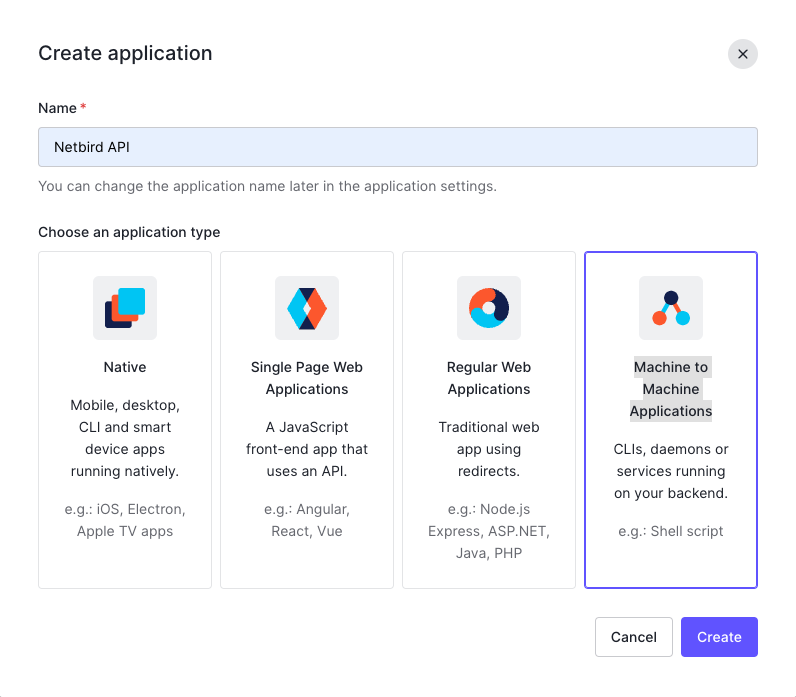 Create application
Name *
Netbird API
You can change the application name later in the application settings.
Choose an application type
Native
Mobile, desktop,
CLI and smart
device apps
running natively.
e.g.: iOS, Electron,
Apple TV apps
Single Page Web
Applications
A JavaScript
front-end app that
uses an API.
e.g.: Angular,
React, Vue
Regular Web
Applications
Traditional web
app using
redirects.
e.g.: Node.js
Express, ASP.NET,
Java, PHP
Machine to
Machine
Applications
CLIs, daemons or
services running
on your backend.
e.g.: Shell script
Cancel
Create